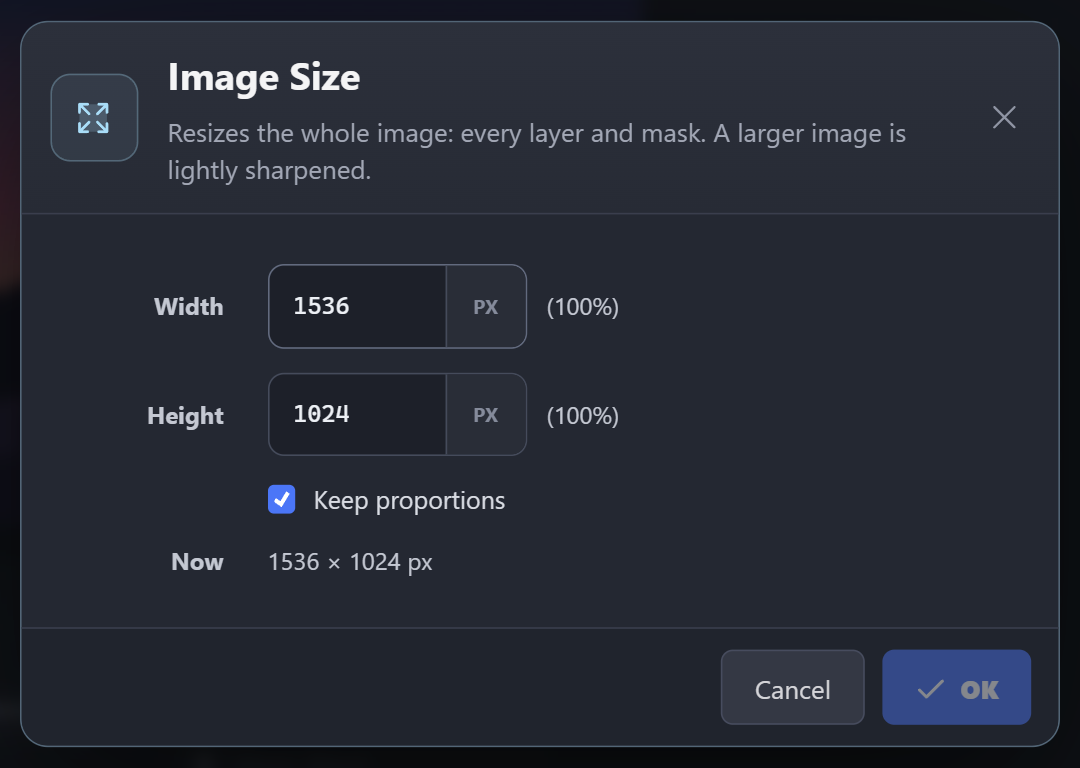 Image Size
Resizes the whole image: every layer and mask. A larger image is
lightly sharpened.
Width 1536 PX (100%)
Height 1024 PX (100%)
Keep proportions
Now 1536 × 1024 px
Cancel OK